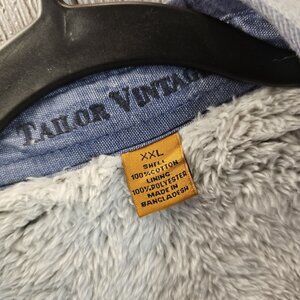 TAILOR VINTAGE
XXL
SHELL
100% COTTON
LINING
100% POLYESTER
MADE IN
BANGLADESH